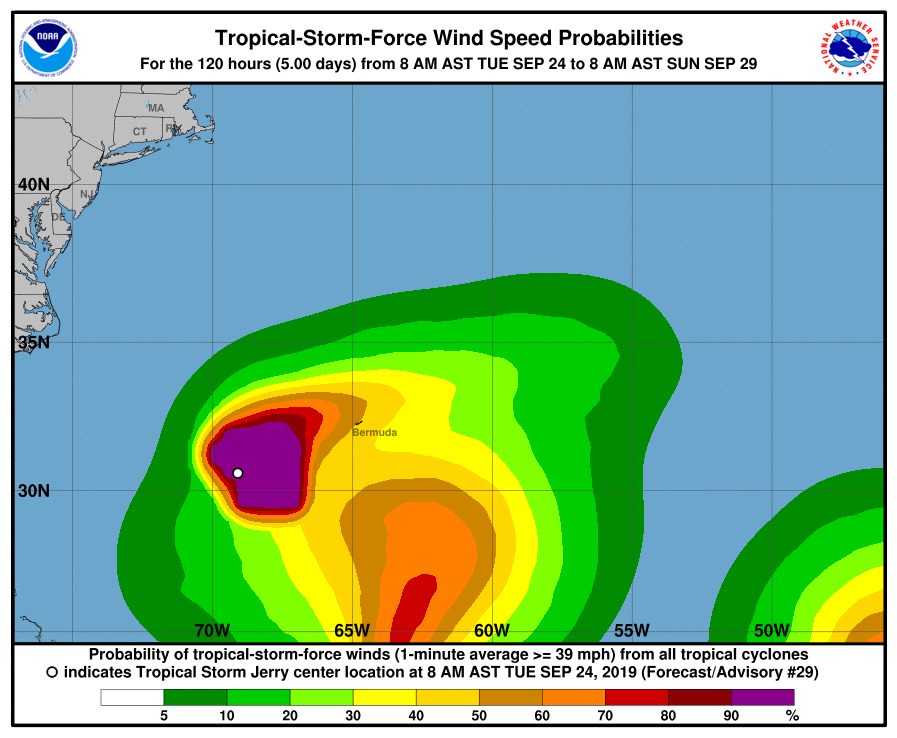 Tropical-Storm-Force Wind Speed Probabilities
For the 120 hours (5.00 days) from 8 AM AST TUE SEP 24 to 8 AM AST SUN SEP 29
NOAA
NATIONAL WEATHER SERVICE
MA
CT
RI
40N
NJ
DE
35N
Bermuda
30N
70W 65W 60W 55W 50W
Probability of tropical-storm-force winds (1-minute average >= 39 mph) from all tropical cyclones
indicates Tropical Storm Jerry center location at 8 AM AST TUE SEP 24, 2019 (Forecast/Advisory #29)
5 10 20 30 40 50 60 70 80 90 %